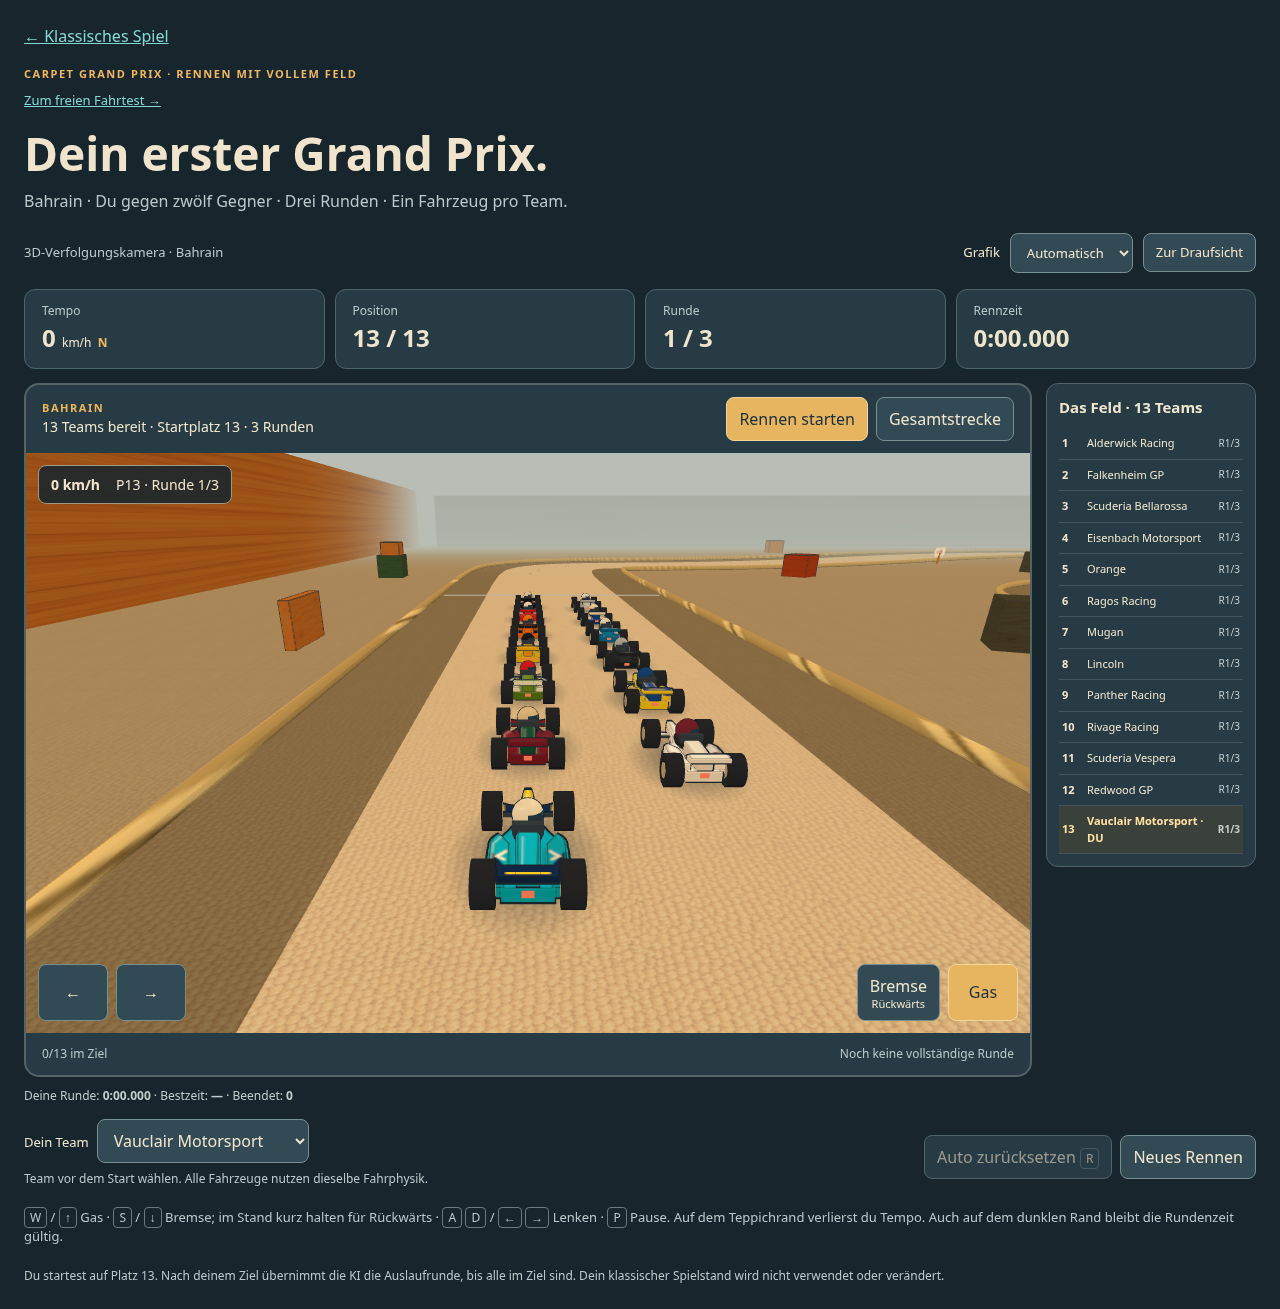 ← Klassisches Spiel
CARPET GRAND PRIX · RENNEN MIT VOLLEM FELD
Zum freien Fahrtest →
Dein erster Grand Prix.
Bahrain · Du gegen zwölf Gegner · Drei Runden · Ein Fahrzeug pro Team.
3D-Verfolgungskamera · Bahrain
Grafik Automatisch Zur Draufsicht
Tempo
0 km/h N
Position
13 / 13
Runde
1 / 3
Rennzeit
0:00.000
BAHRAIN
13 Teams bereit · Startplatz 13 · 3 Runden
Rennen starten Gesamtstrecke
0 km/h P13 · Runde 1/3
← →
Bremse
Rückwärts
Gas
0/13 im Ziel
Noch keine vollständige Runde
Das Feld · 13 Teams
1 Alderwick Racing R1/3
2 Falkenheim GP R1/3
3 Scuderia Bellarossa R1/3
4 Eisenbach Motorsport R1/3
5 Orange R1/3
6 Ragos Racing R1/3
7 Mugan R1/3
8 Lincoln R1/3
9 Panther Racing R1/3
10 Rivage Racing R1/3
11 Scuderia Vespera R1/3
12 Redwood GP R1/3
13 Vauclair Motorsport · R1/3
DU
Deine Runde: 0:00.000 · Bestzeit: — · Beendet: 0
Dein Team Vauclair Motorsport
Auto zurücksetzen R Neues Rennen
Team vor dem Start wählen. Alle Fahrzeuge nutzen dieselbe Fahrphysik.
W / ↑ Gas · S / ↓ Bremse; im Stand kurz halten für Rückwärts · A D / ← → Lenken · P Pause. Auf dem Teppichrand verlierst du Tempo. Auch auf dem dunklen Rand bleibt die Rundenzeit
gültig.
Du startest auf Platz 13. Nach deinem Ziel übernimmt die KI die Auslaufrunde, bis alle im Ziel sind. Dein klassischer Spielstand wird nicht verwendet oder verändert.